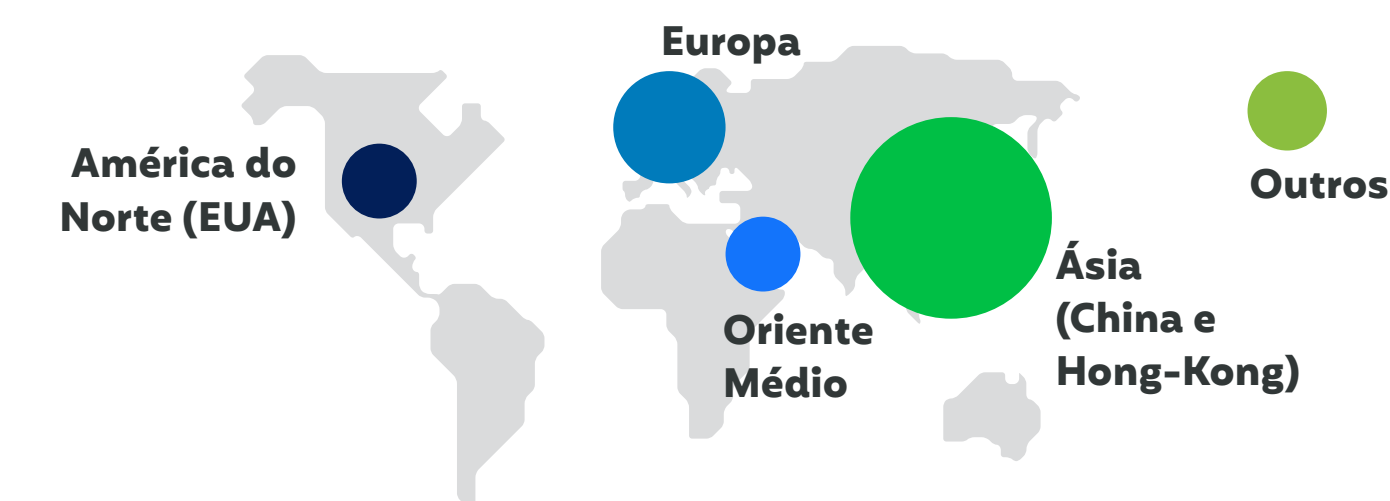 Europa
América do
Norte (EUA)
Outros
Ásia
(China e
Hong-Kong)
Oriente
Médio